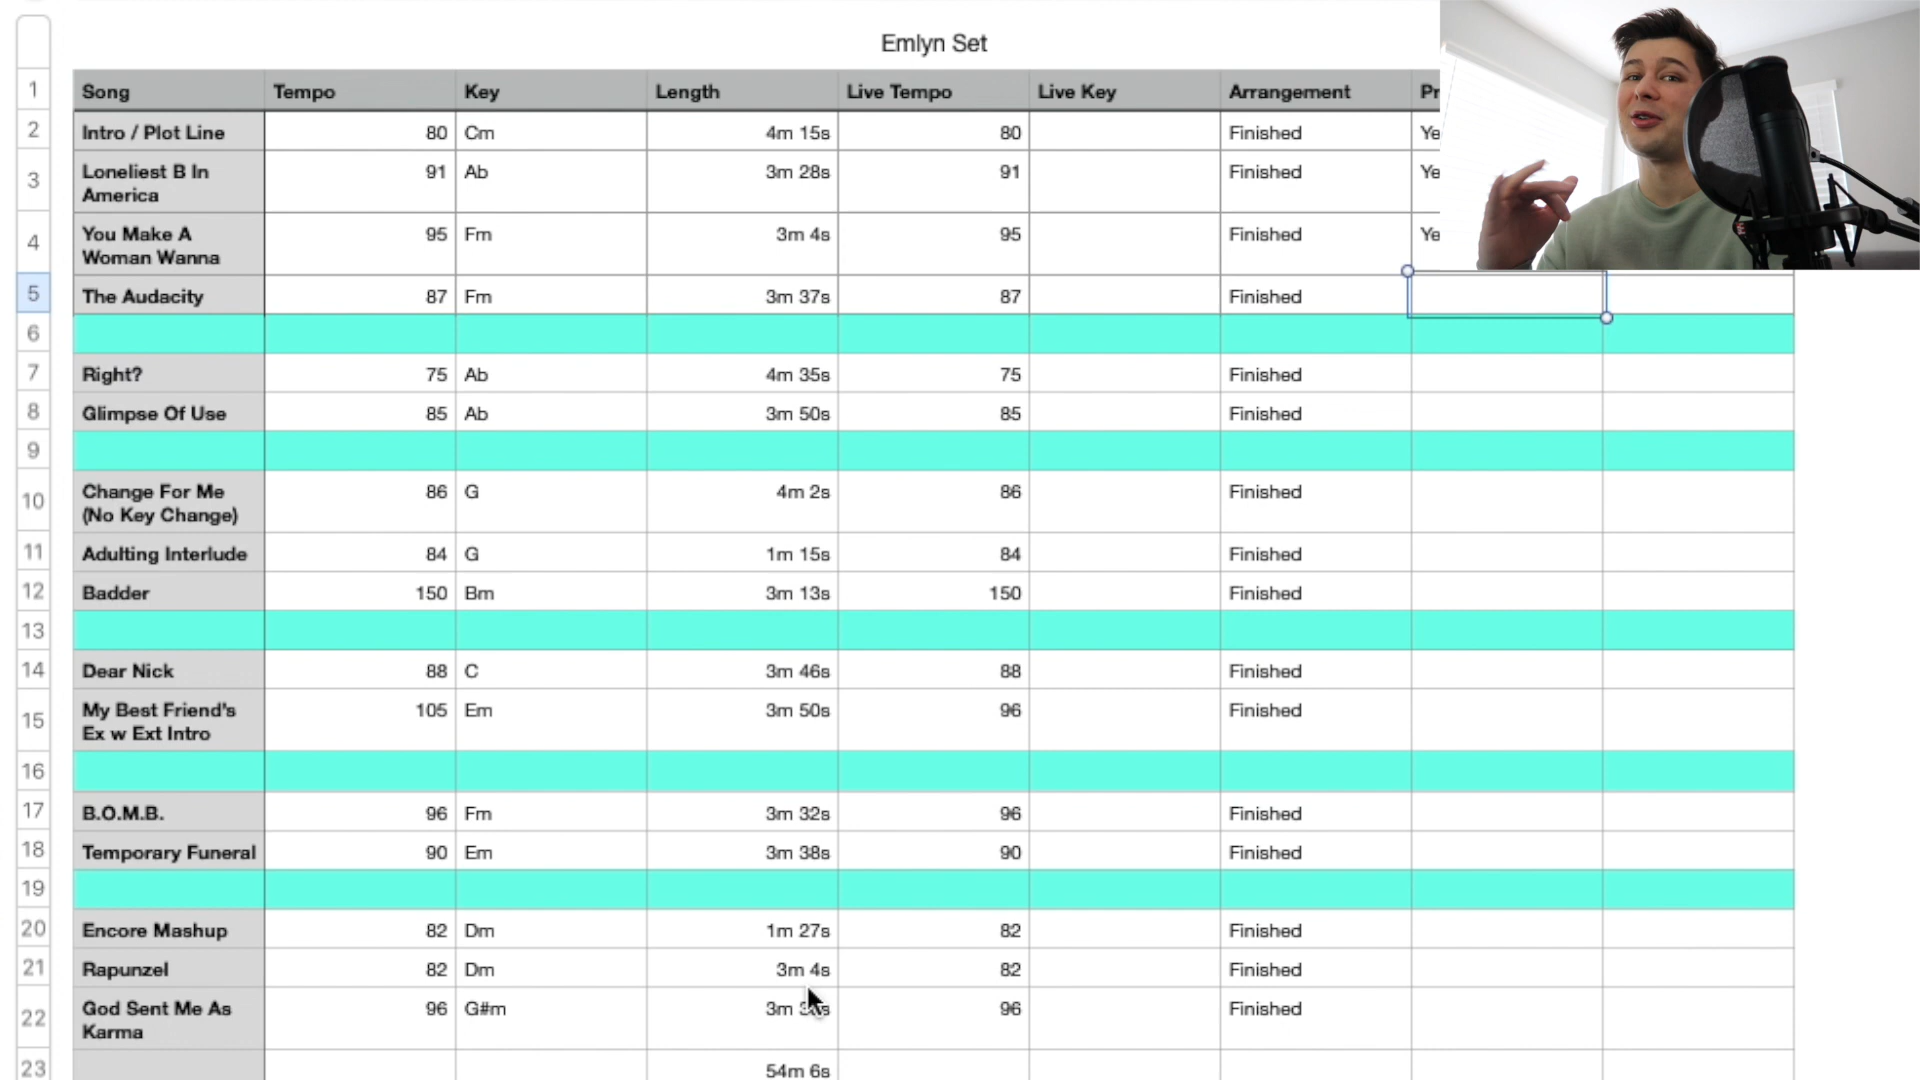 Emlyn Set
1 Song Tempo Key Length Live Tempo Live Key Arrangement
2 Intro / Plot Line 80 Cm 4m 15s 80 Finished Ye
3 Loneliest B In 91 Ab 3m 28s 91 Finished Ye
America
4 You Make A 95 Fm 3m 4s 95 Finished Ye
Woman Wanna
5 The Audacity 87 Fm 3m 37s 87 Finished
6
7 Right? 75 Ab 4m 35s 75 Finished
8 Glimpse Of Use 85 Ab 3m 50s 85 Finished
9
10 Change For Me 86 G 4m 2s 86 Finished
(No Key Change)
11 Adulting Interlude 84 G 1m 15s 84 Finished
12 Badder 150 Bm 3m 13s 150 Finished
13
14 Dear Nick 88 C 3m 46s 88 Finished
15 My Best Friend's 105 Em 3m 50s 96 Finished
Ex w Ext Intro
16
17 B.O.M.B. 96 Fm 3m 32s 96 Finished
18 Temporary Funeral 90 Em 3m 38s 90 Finished
19
20 Encore Mashup 82 Dm 1m 27s 82 Finished
21 Rapunzel 82 Dm 3m 4s 82 Finished
22 God Sent Me As 96 G#m 3m 96 Finished
Karma
23 54m 6s